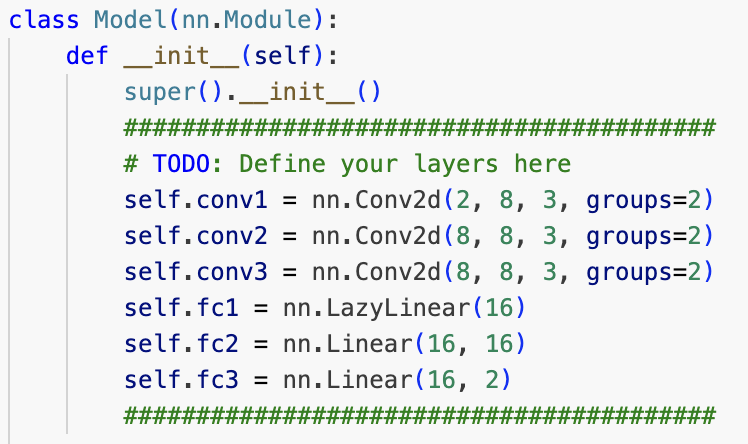 class Model(nn.Module):
    def __init__(self):
        super().__init__()
        #########################################
        # TODO: Define your layers here
        self.conv1 = nn.Conv2d(2, 8, 3, groups=2)
        self.conv2 = nn.Conv2d(8, 8, 3, groups=2)
        self.conv3 = nn.Conv2d(8, 8, 3, groups=2)
        self.fc1 = nn.LazyLinear(16)
        self.fc2 = nn.Linear(16, 16)
        self.fc3 = nn.Linear(16, 2)
        #########################################